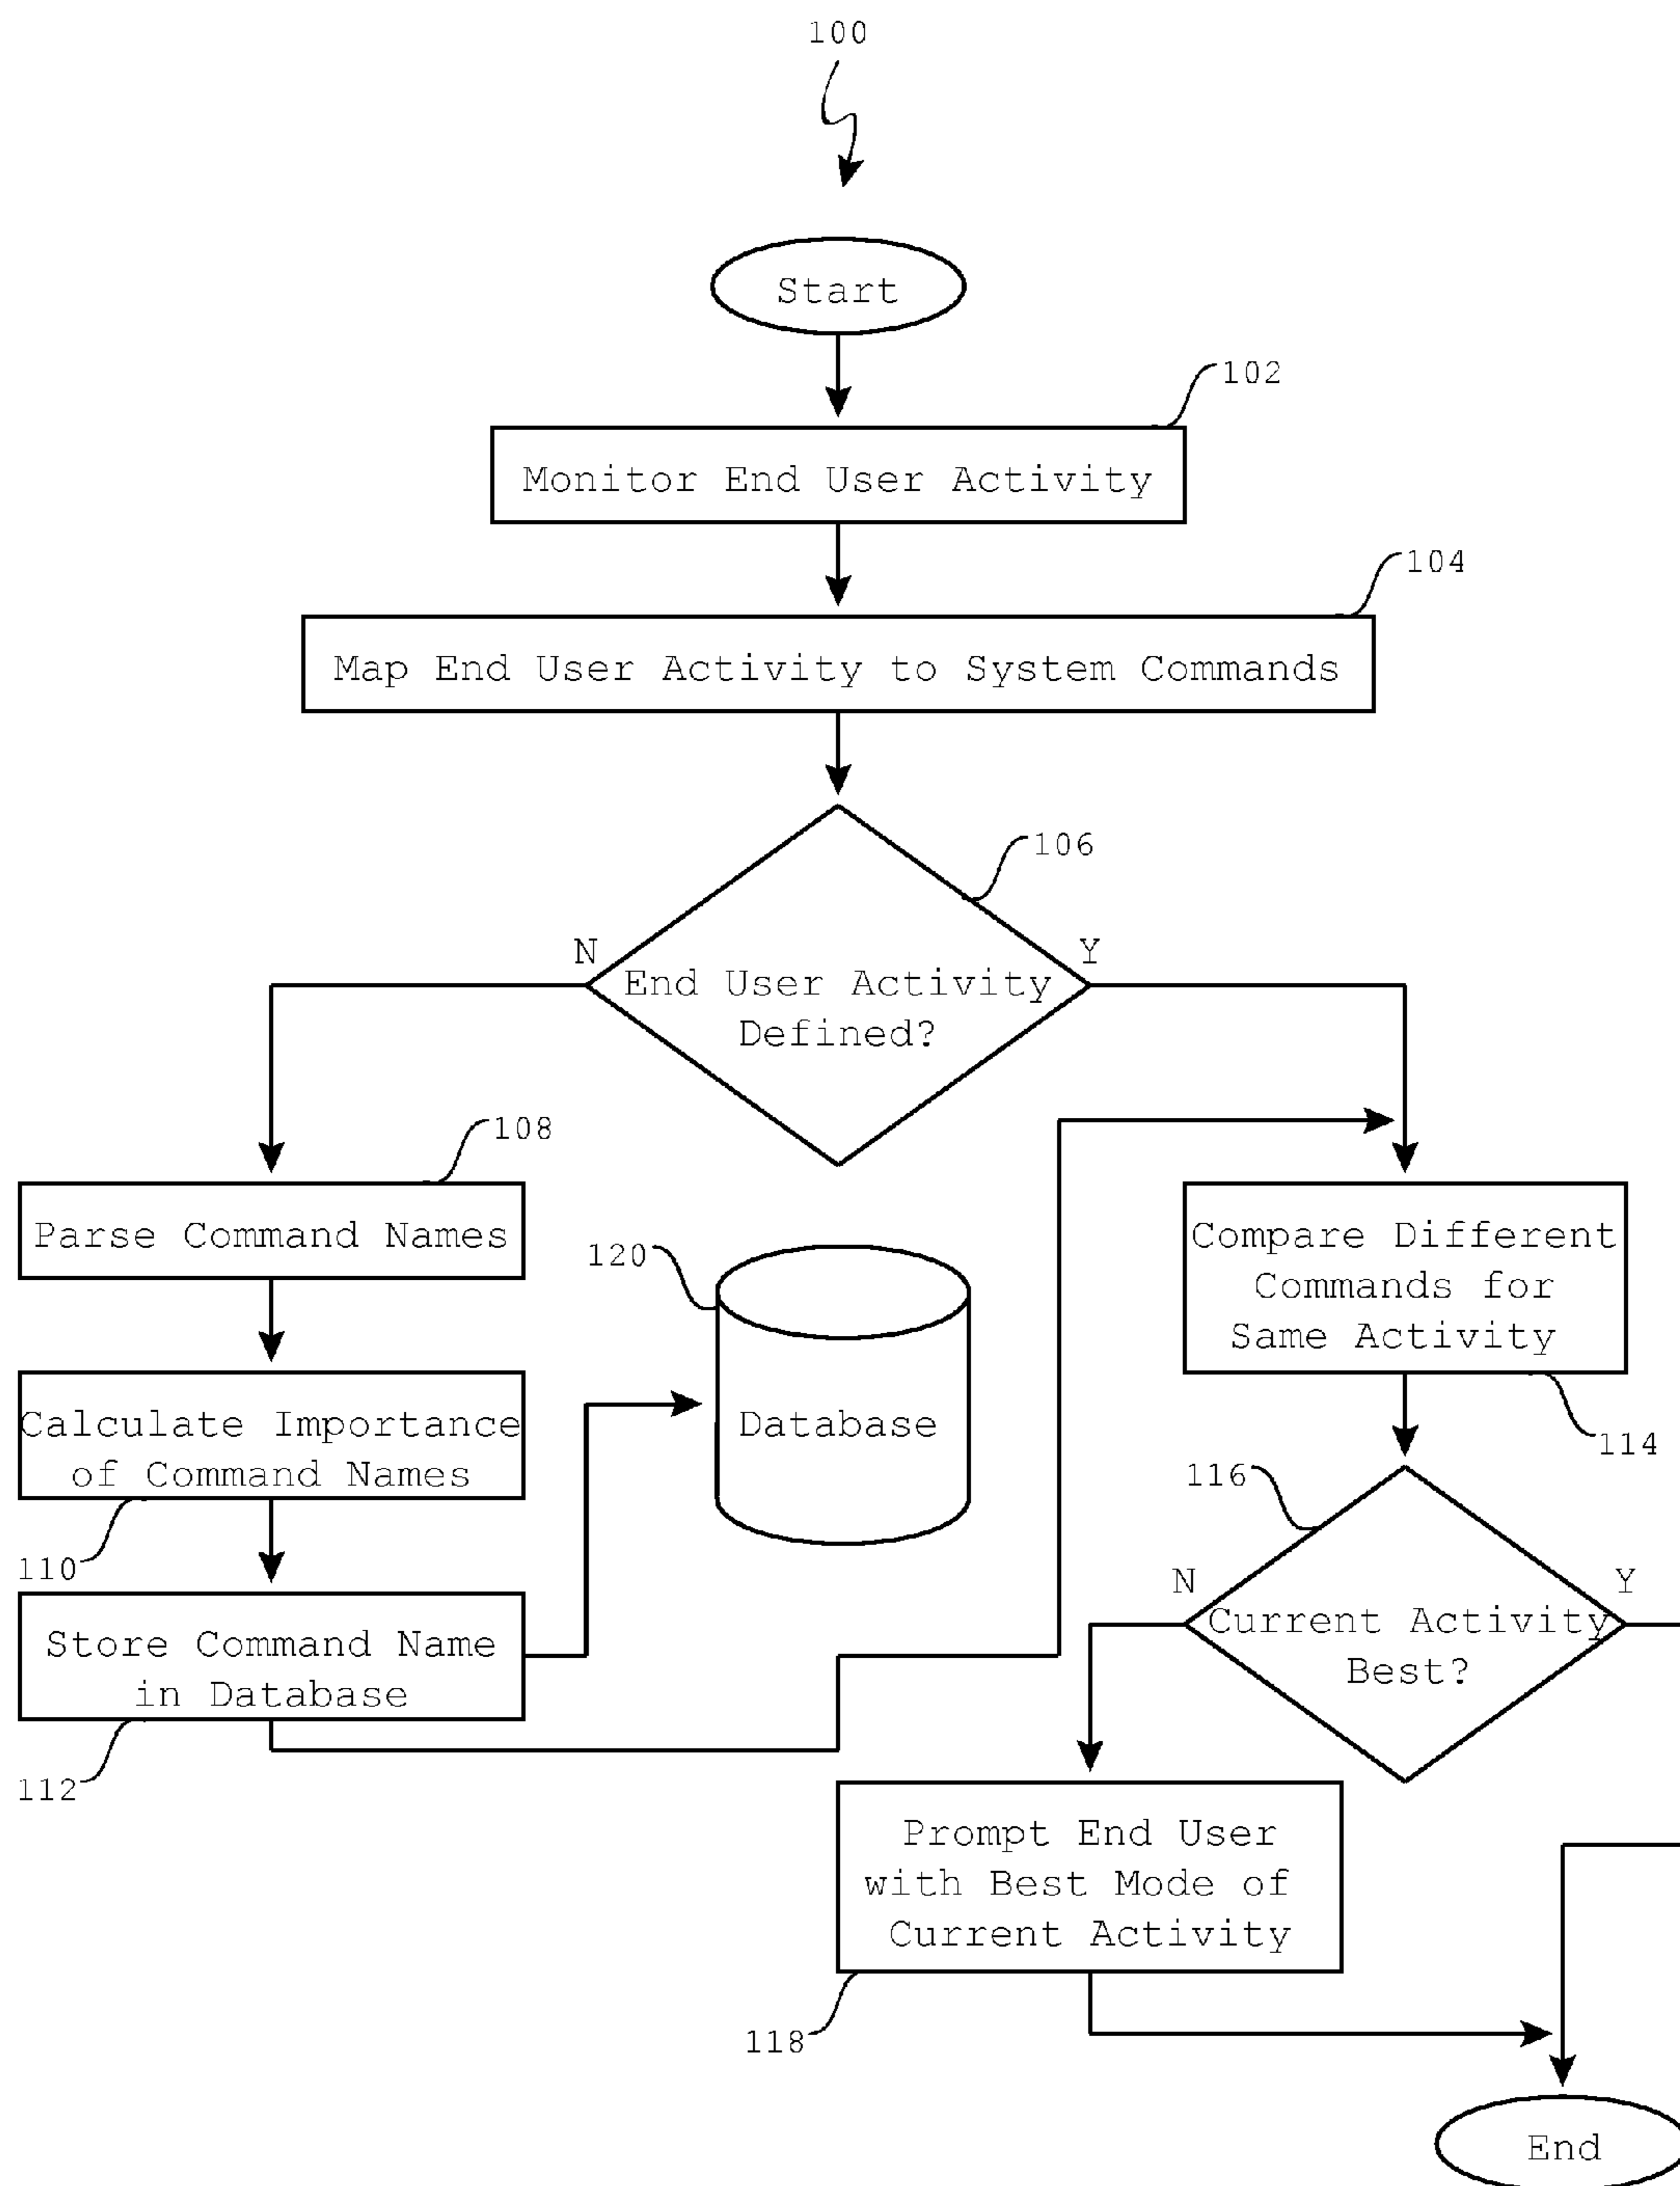 100
Start
102
Monitor End User Activity
104
Map End User Activity to System Commands
106
N
Y
End User Activity
Defined?
108
Parse Command Names
120
Database
Compare Different
Commands for
Same Activity
114
Calculate Importance
of Command Names
110
116
N
Y
Current Activity
Best?
Store Command Name
in Database
112
Prompt End User
with Best Mode of
Current Activity
118
End